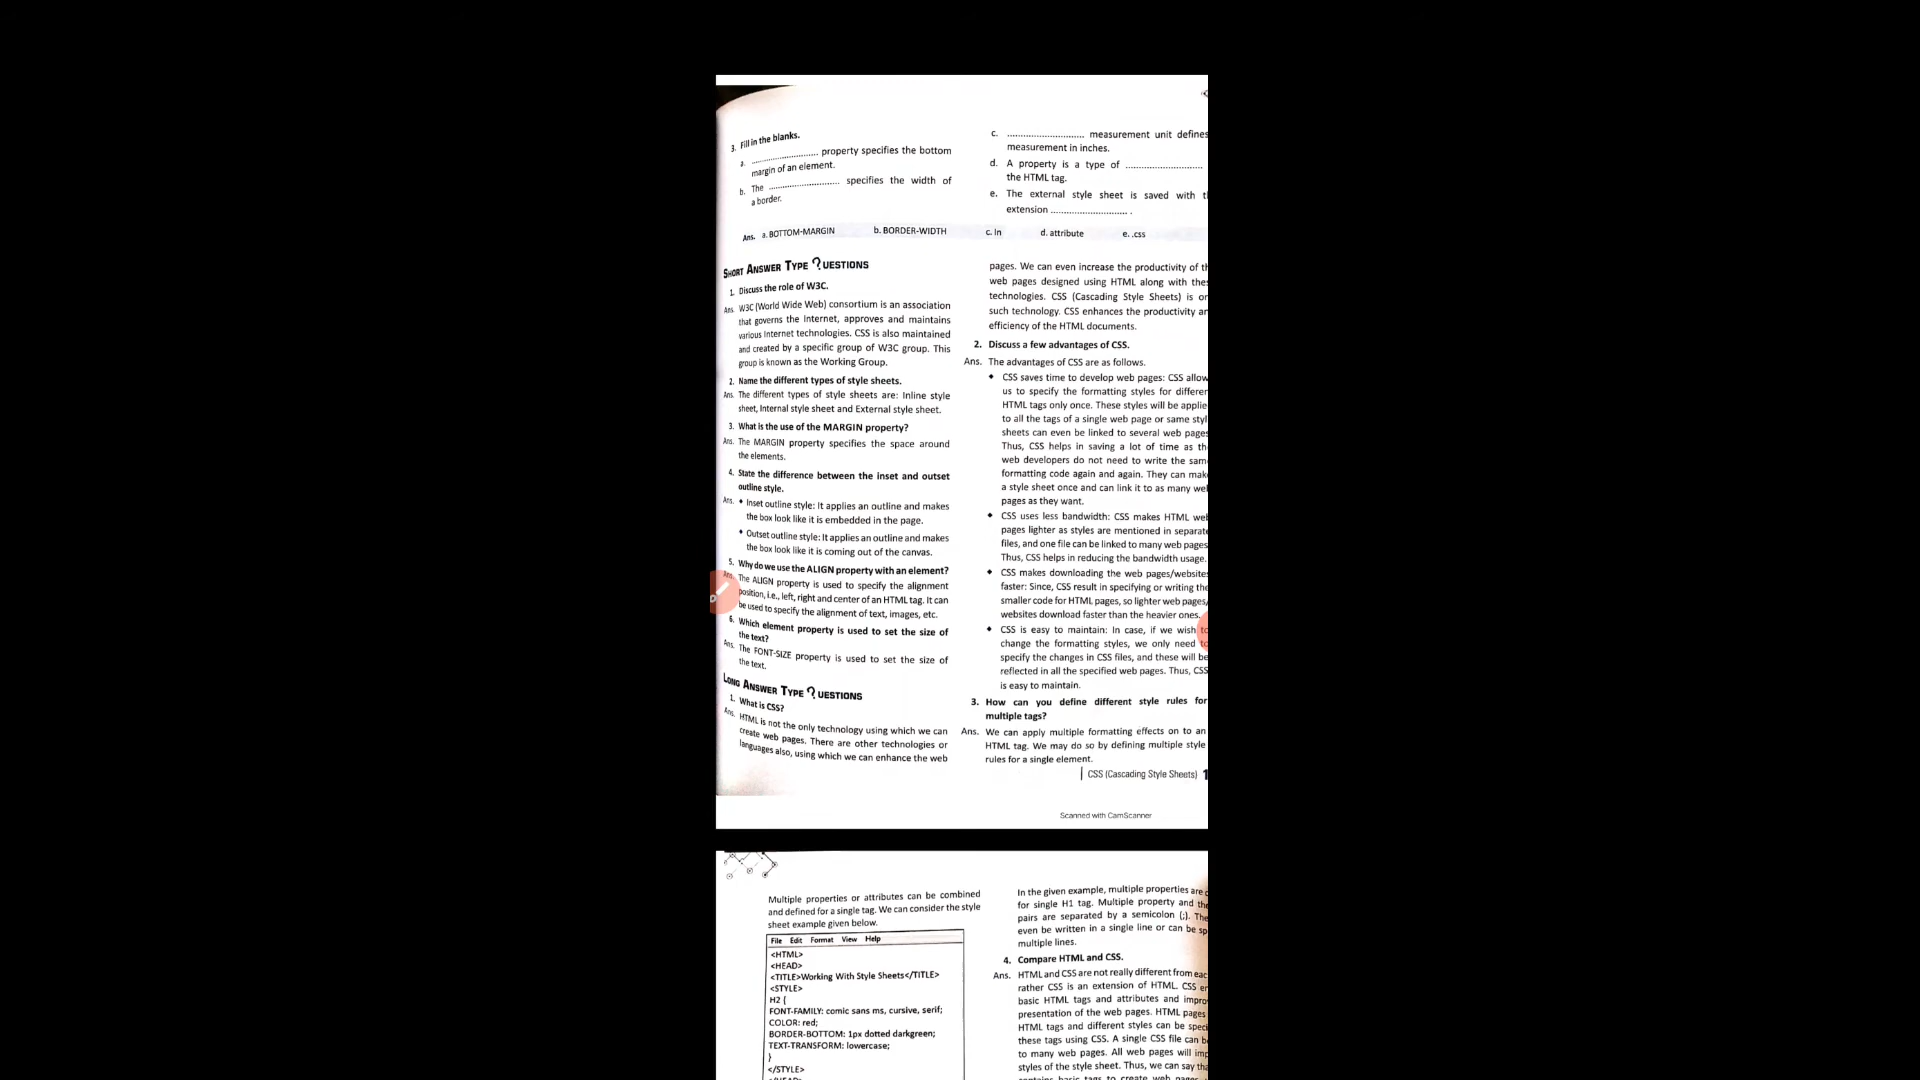 3. Fill in the blanks.
a. .......................... property specifies the bottom
margin of an element.
b. The .......................... specifies the width of
a border.
c. .......................... measurement unit defines
measurement in inches.
d. A property is a type of ..........................
the HTML tag.
e. The external style sheet is saved with
extension .......................... .
Ans. a. BOTTOM-MARGIN b. BORDER-WIDTH c. In d. attribute e. .css
SHORT ANSWER TYPE QUESTIONS
1. Discuss the role of W3C.
Ans. W3C (World Wide Web) consortium is an association
that governs the Internet, approves and maintains
various Internet technologies. CSS is also maintained
and created by a specific group of W3C group. This
group is known as the Working Group.
2. Name the different types of style sheets.
Ans. The different types of style sheets are: Inline style
sheet, Internal style sheet and External style sheet.
3. What is the use of the MARGIN property?
Ans. The MARGIN property specifies the space around
the elements.
4. State the difference between the inset and outset
outline style.
Ans. • Inset outline style: It applies an outline and makes
the box look like it is embedded in the page.
• Outset outline style: It applies an outline and makes
the box look like it is coming out of the canvas.
5. Why do we use the ALIGN property with an element?
Ans. The ALIGN property is used to specify the alignment
position, i.e., left, right and center of an HTML tag. It can
be used to specify the alignment of text, images, etc.
6. Which element property is used to set the size of
the text?
Ans. The FONT-SIZE property is used to set the size of
the text.
LONG ANSWER TYPE QUESTIONS
1. What is CSS?
Ans. HTML is not the only technology using which we can
create web pages. There are other technologies or
languages also, using which we can enhance the web
pages. We can even increase the productivity of
web pages designed using HTML along with
technologies. CSS (Cascading Style Sheets) is
such technology. CSS enhances the productivity
efficiency of the HTML documents.
2. Discuss a few advantages of CSS.
Ans. The advantages of CSS are as follows.
◆ CSS saves time to develop web pages: CSS allow
us to specify the formatting styles for differen
HTML tags only once. These styles will be applie
to all the tags of a single web page or same styl
sheets can even be linked to several web pages
Thus, CSS helps in saving a lot of time as th
web developers do not need to write the sam
formatting code again and again. They can mak
a style sheet once and can link it to as many we
pages as they want.
◆ CSS uses less bandwidth: CSS makes HTML we
pages lighter as styles are mentioned in separat
files, and one file can be linked to many web pages
Thus, CSS helps in reducing the bandwidth usage.
◆ CSS makes downloading the web pages/websites
faster: Since, CSS result in specifying or writing the
smaller code for HTML pages, so lighter web pages/
websites download faster than the heavier ones.
◆ CSS is easy to maintain: In case, if we wish to
change the formatting styles, we only need to
specify the changes in CSS files, and these will be
reflected in all the specified web pages. Thus, CSS
is easy to maintain.
3. How can you define different style rules for
multiple tags?
Ans. We can apply multiple formatting effects on to an
HTML tag. We may do so by defining multiple style
rules for a single element.
CSS (Cascading Style Sheets) 1
Scanned with CamScanner
Multiple properties or attributes can be combined
and defined for a single tag. We can consider the style
sheet example given below.
File Edit Format View Help
<HTML>
<HEAD>
<TITLE>Working With Style Sheets</TITLE>
<STYLE>
H2 {
FONT-FAMILY: comic sans ms, cursive, serif;
COLOR: red;
BORDER-BOTTOM: 1px dotted darkgreen;
TEXT-TRANSFORM: lowercase;
}
</STYLE>
In the given example, multiple properties are
for single H1 tag. Multiple property and
pairs are separated by a semicolon (;). The
even be written in a single line or can be sp
multiple lines.
4. Compare HTML and CSS.
Ans. HTML and CSS are not really different from eac
rather CSS is an extension of HTML. CSS
basic HTML tags and attributes and impro
presentation of the web pages. HTML pages
HTML tags and different styles can be speci
these tags using CSS. A single CSS file can b
to many web pages. All web pages will imp
styles of the style sheet. Thus, we can say tha
contains basic tags to create web pages